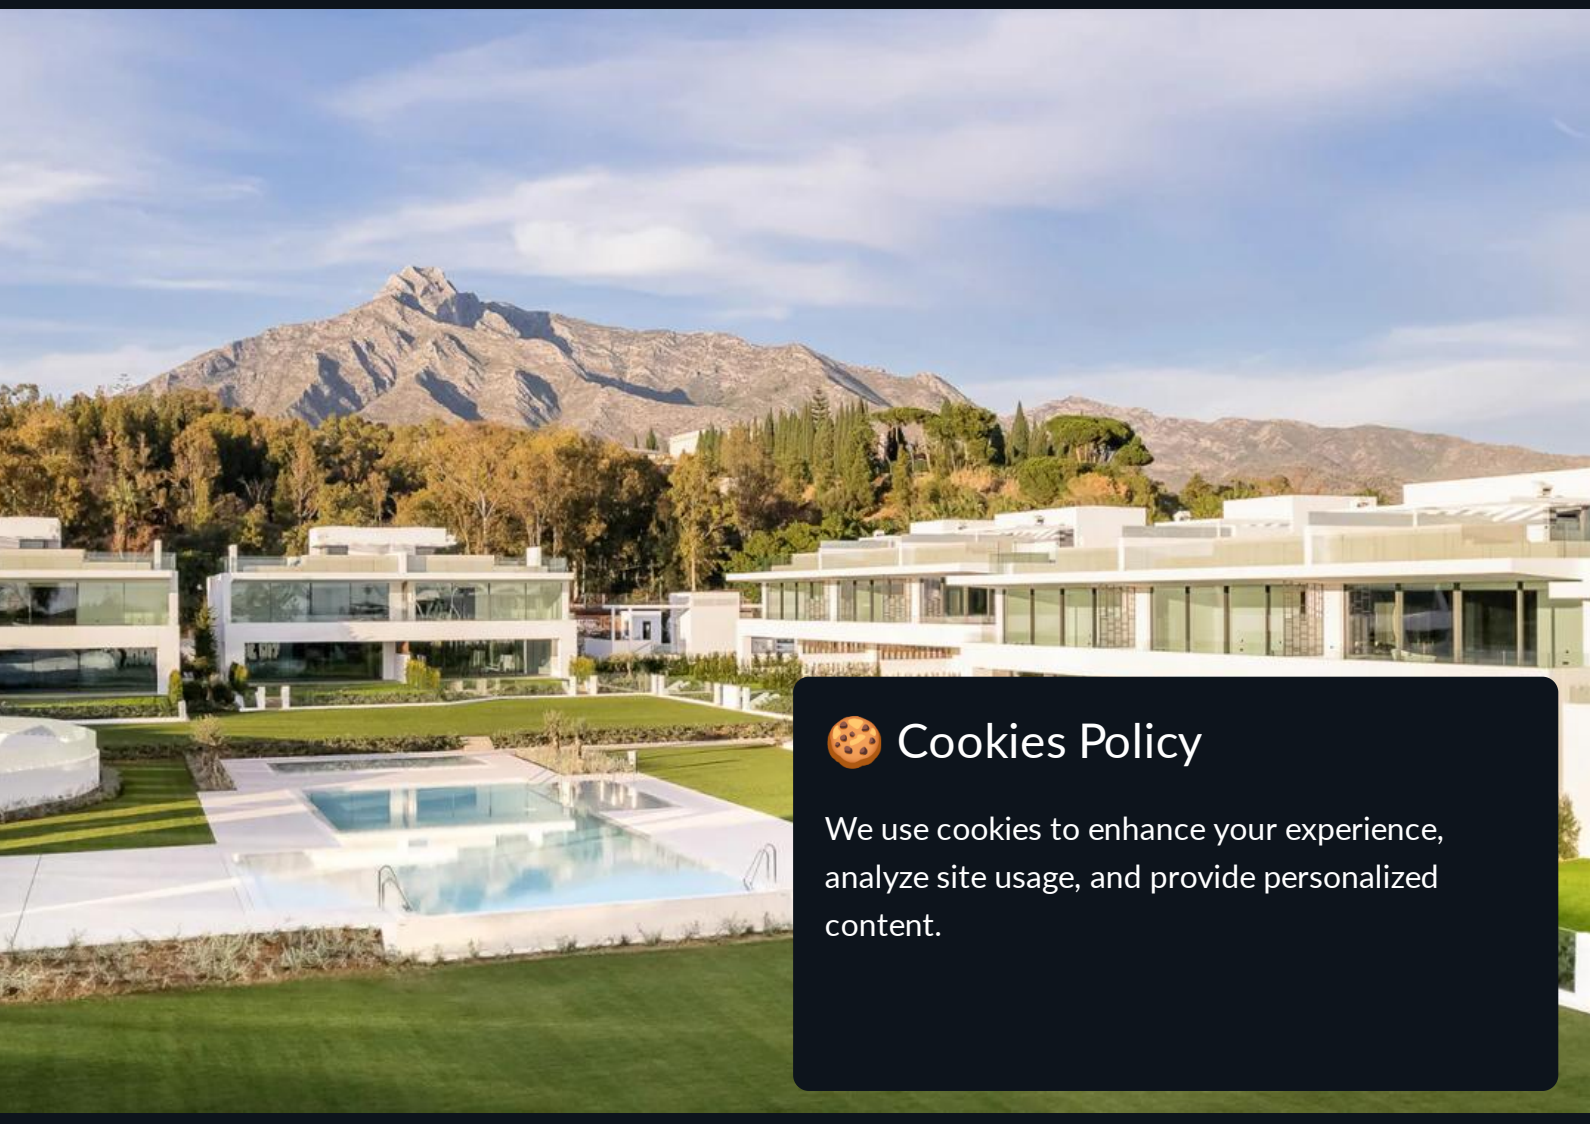 🍪 Cookies Policy
We use cookies to enhance your experience,
analyze site usage, and provide personalized
content.